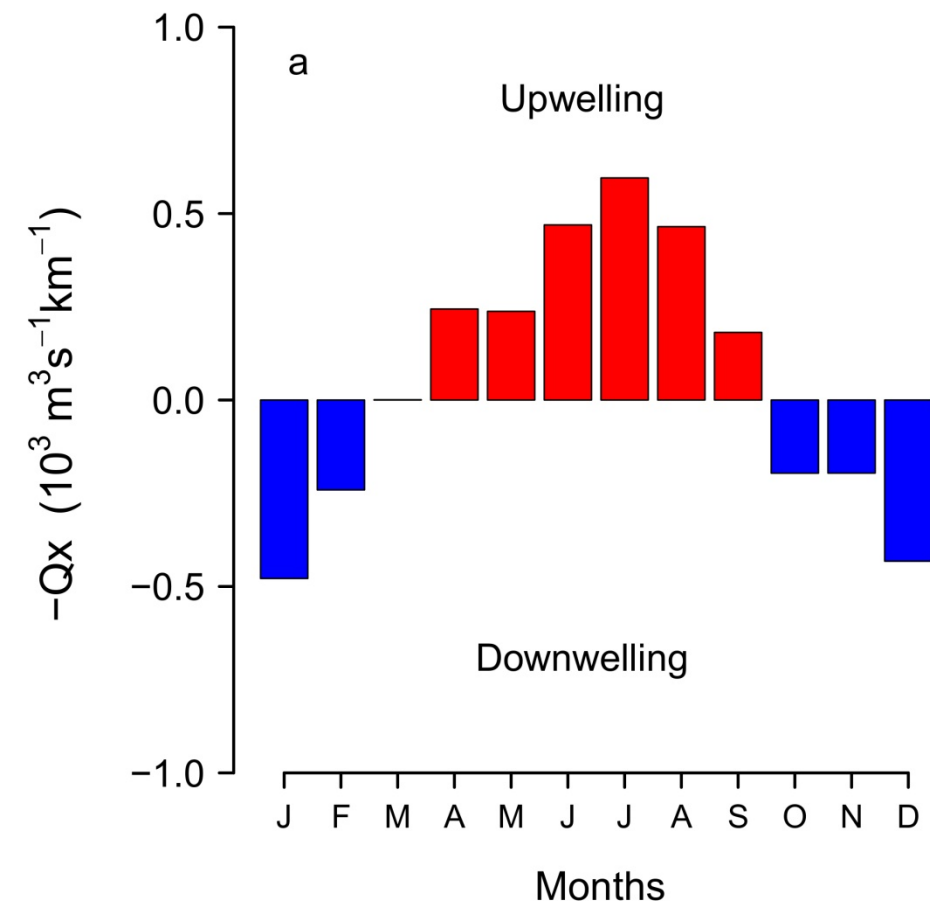 a
Upwelling
1.0
0.5
0.0
−0.5
−1.0
−Qx (10³ m³s⁻¹km⁻¹)
Downwelling
J F M A M J J A S O N D
Months